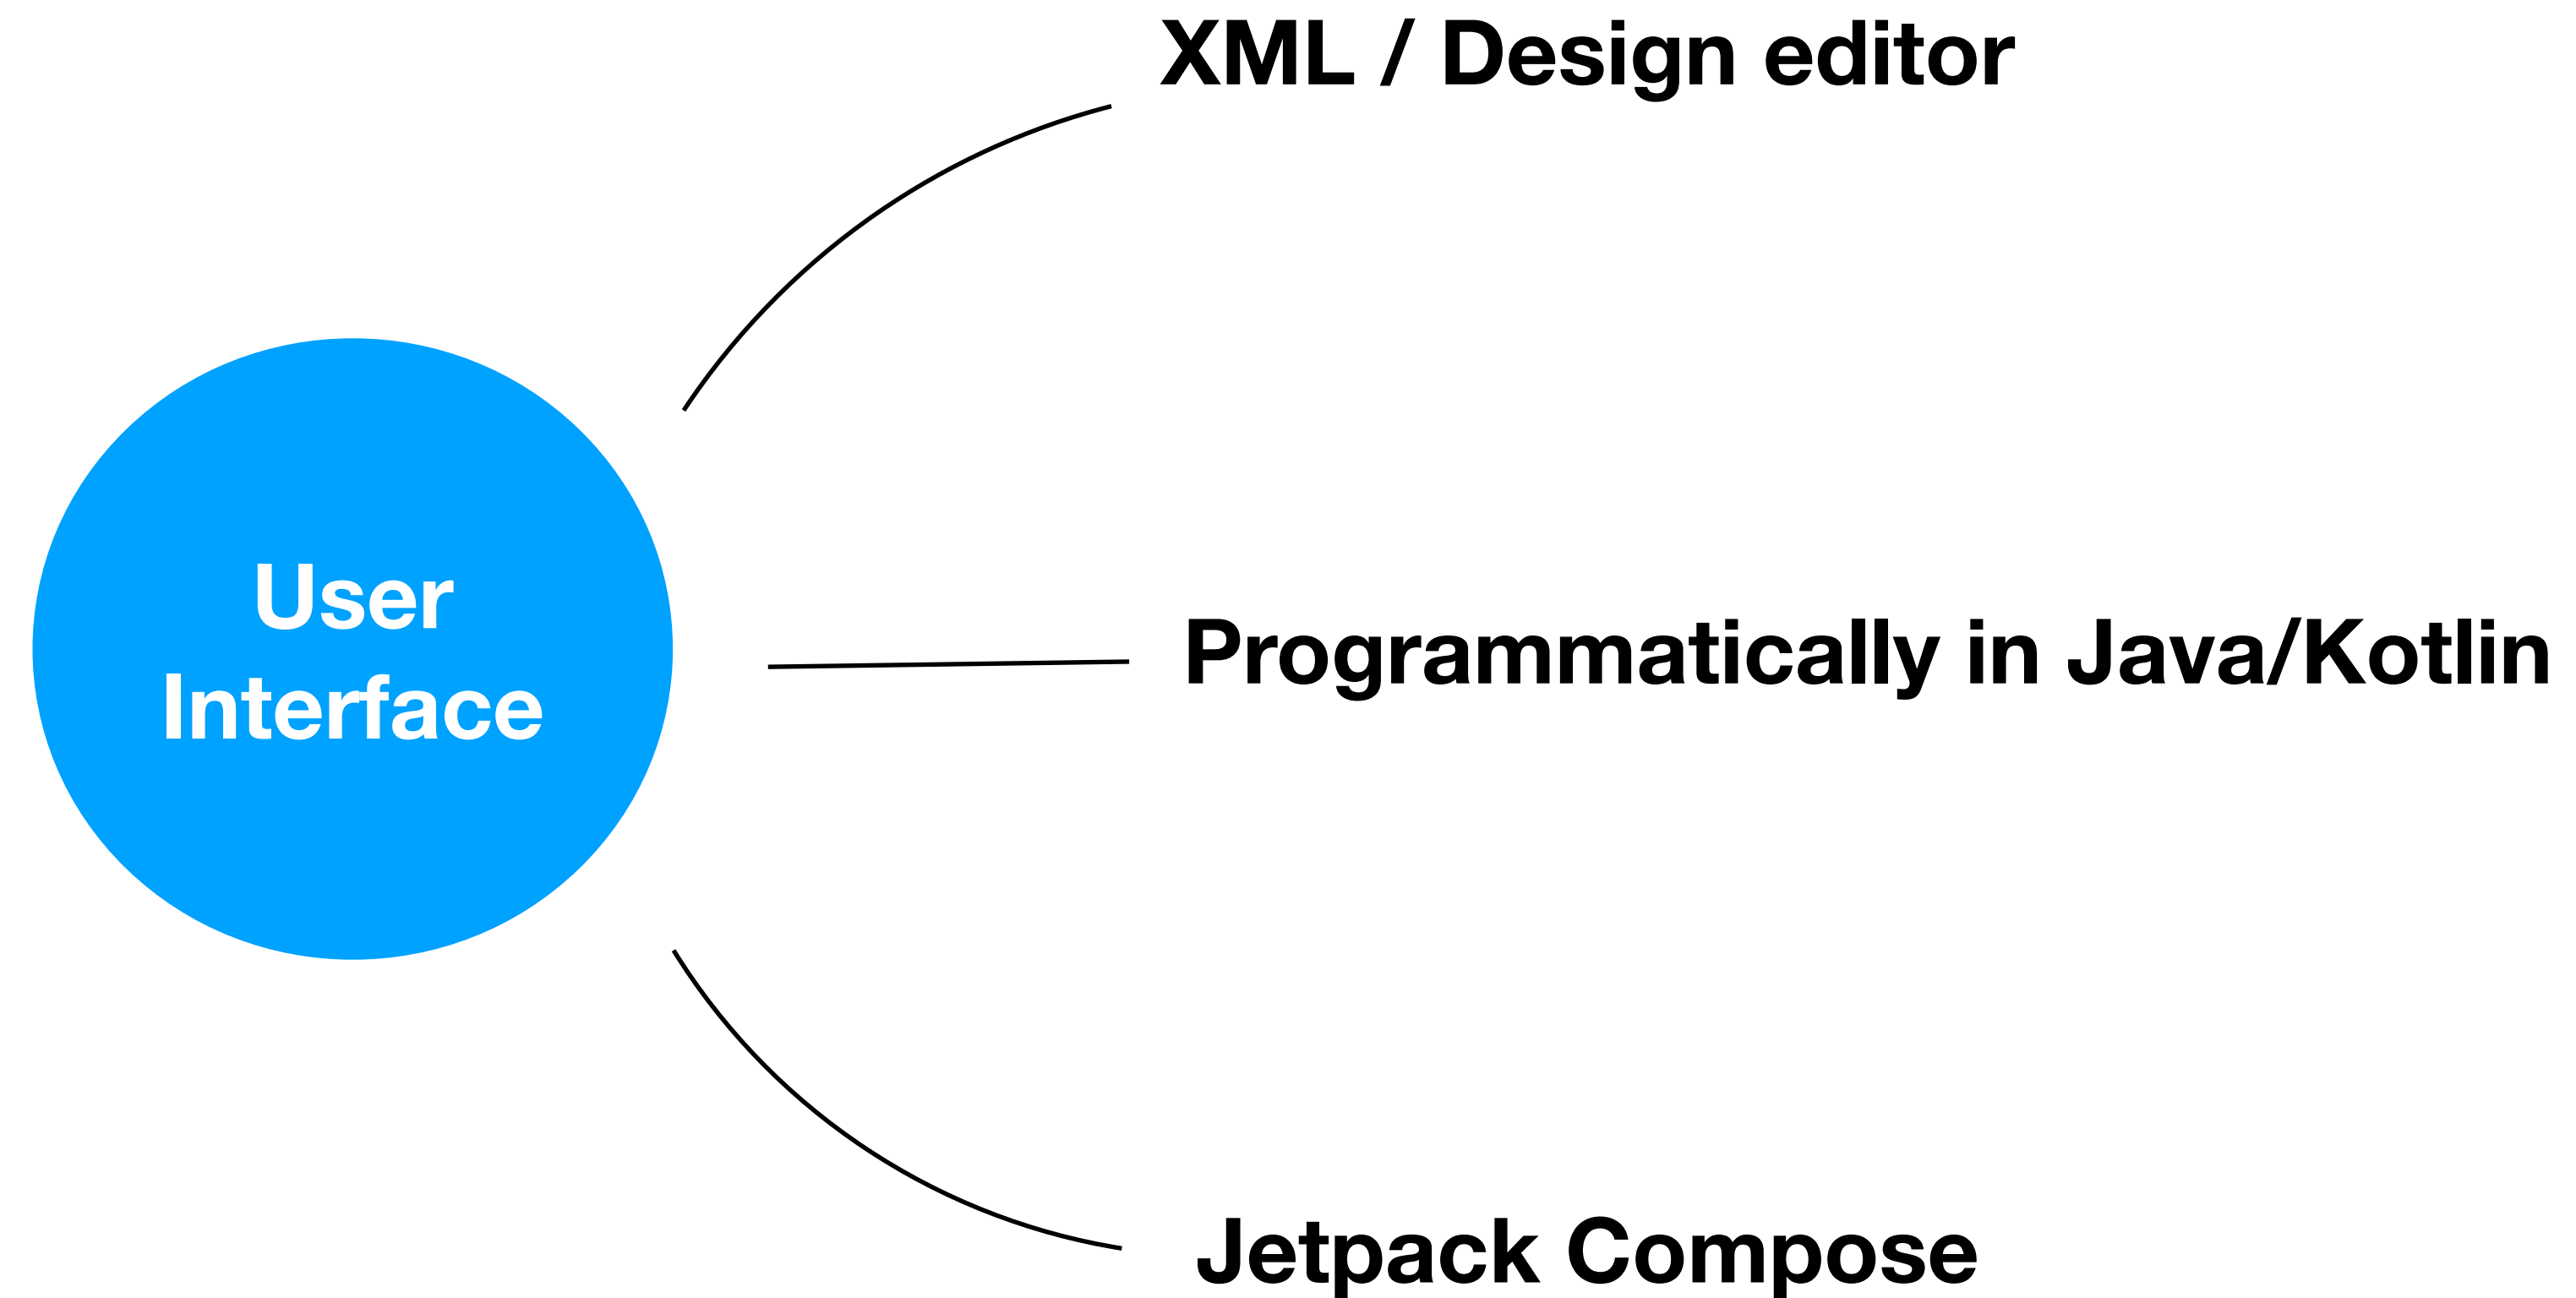 XML / Design editor
User
Interface
Programmatically in Java/Kotlin
Jetpack Compose